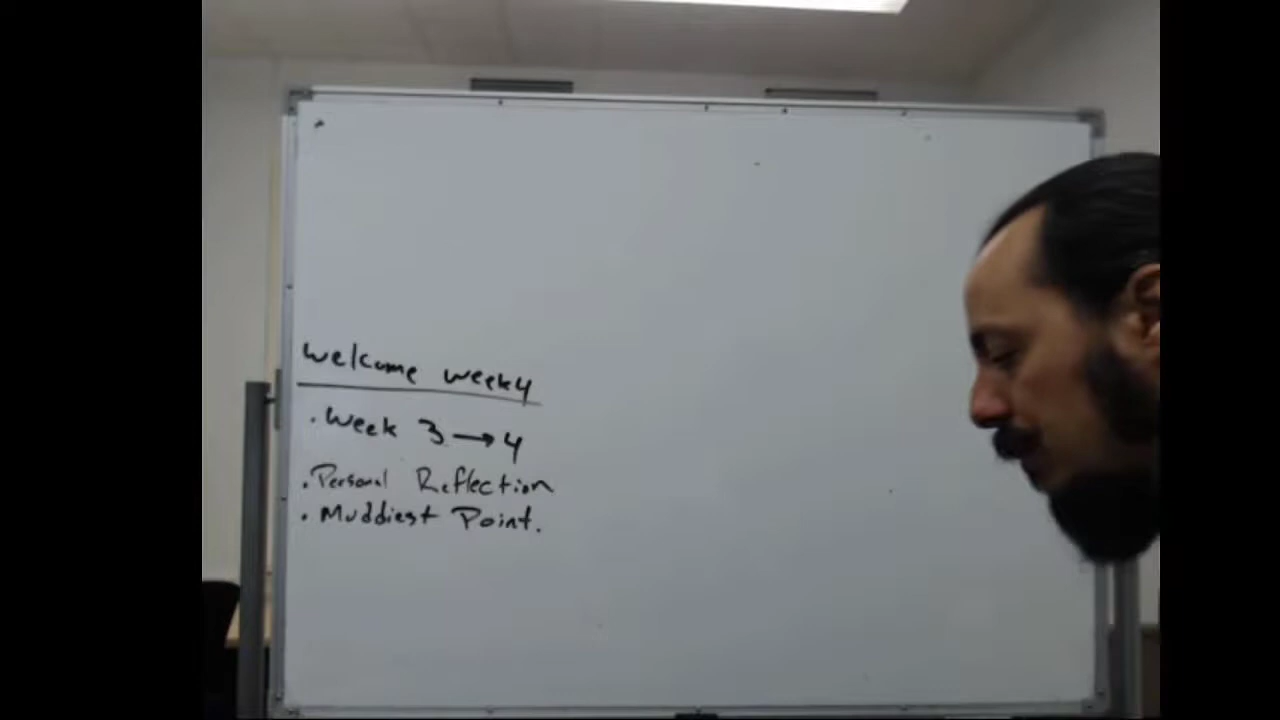 Welcome Week4
. Week 3 → 4
. Personal Reflection
. Muddiest Point.